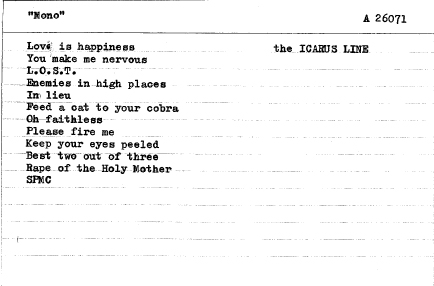 "Mono" A 26071
Love is happiness the ICARUS LINE
You make me nervous
L.O.S.T.
Enemies in high places
In lieu
Feed a cat to your cobra
Oh faithless
Please fire me
Keep your eyes peeled
Best two out of three
Rape of the Holy Mother
SPMC